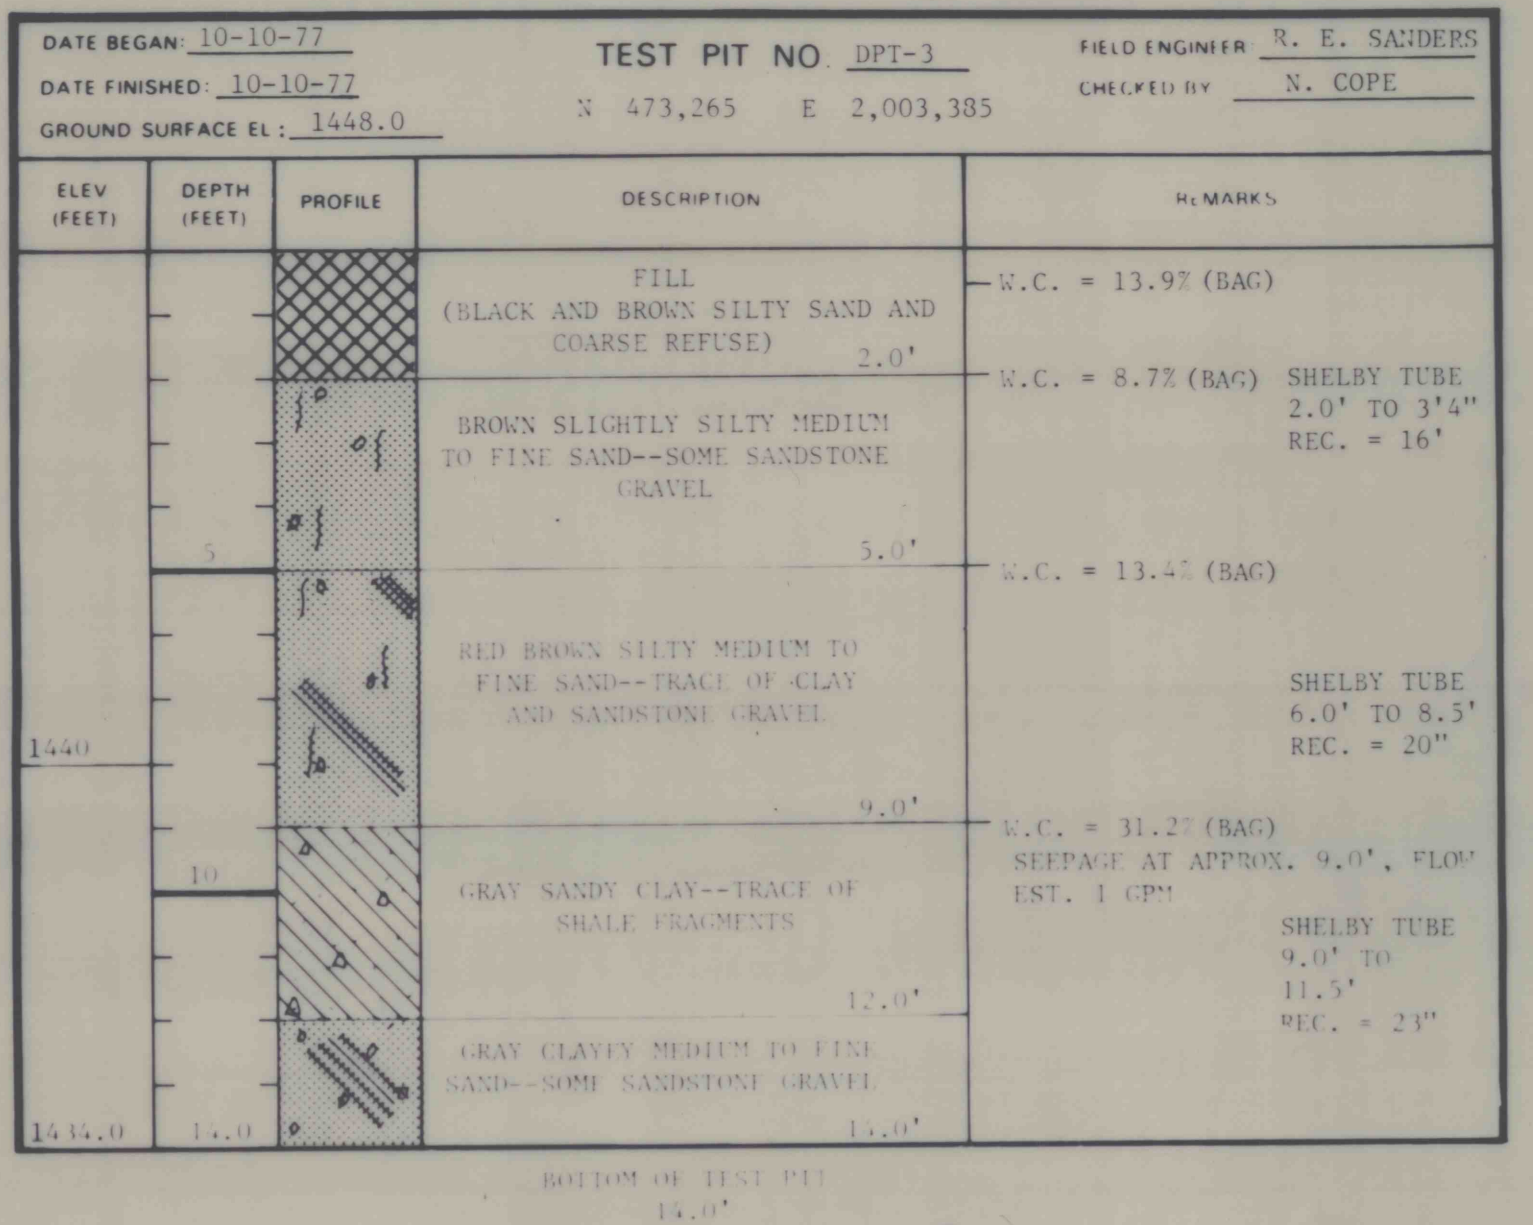 DATE BEGAN: 10-10-77
DATE FINISHED: 10-10-77
GROUND SURFACE EL: 1448.0
TEST PIT NO. DPT-3
N 473,265 E 2,003,385
FIELD ENGINEER R. E. SANDERS
CHECKED BY N. COPE
ELEV (FEET)
DEPTH (FEET)
PROFILE
DESCRIPTION
REMARKS
FILL
(BLACK AND BROWN SILTY SAND AND
COARSE REFUSE) 2.0'
W.C. = 13.9% (BAG)
W.C. = 8.7% (BAG) SHELBY TUBE
2.0' TO 3'4"
REC. = 16'
BROWN SLIGHTLY SILTY MEDIUM
TO FINE SAND--SOME SANDSTONE
GRAVEL
5
5.0'
W.C. = 13.4% (BAG)
RED BROWN SILTY MEDIUM TO
FINE SAND--TRACE OF CLAY
AND SANDSTONE GRAVEL
SHELBY TUBE
6.0' TO 8.5'
REC. = 20"
1440
9.0'
W.C. = 31.2% (BAG)
SEEPAGE AT APPROX. 9.0', FLOW
EST. 1 GPM
10
GRAY SANDY CLAY--TRACE OF
SHALE FRAGMENTS
SHELBY TUBE
9.0' TO
11.5'
REC. = 23"
12.0'
GRAY CLAYEY MEDIUM TO FINE
SAND--SOME SANDSTONE GRAVEL
1434.0
14.0
14.0'
BOTTOM OF TEST PIT
14.0'